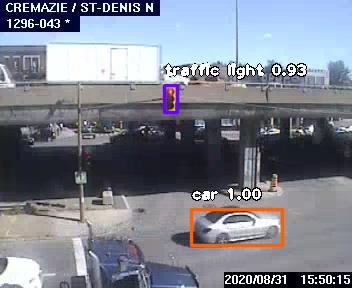 CREMAZIE / ST-DENIS N
1296-043 *
traffic light 0.93
car 1.00
2020/08/31 15:50:15